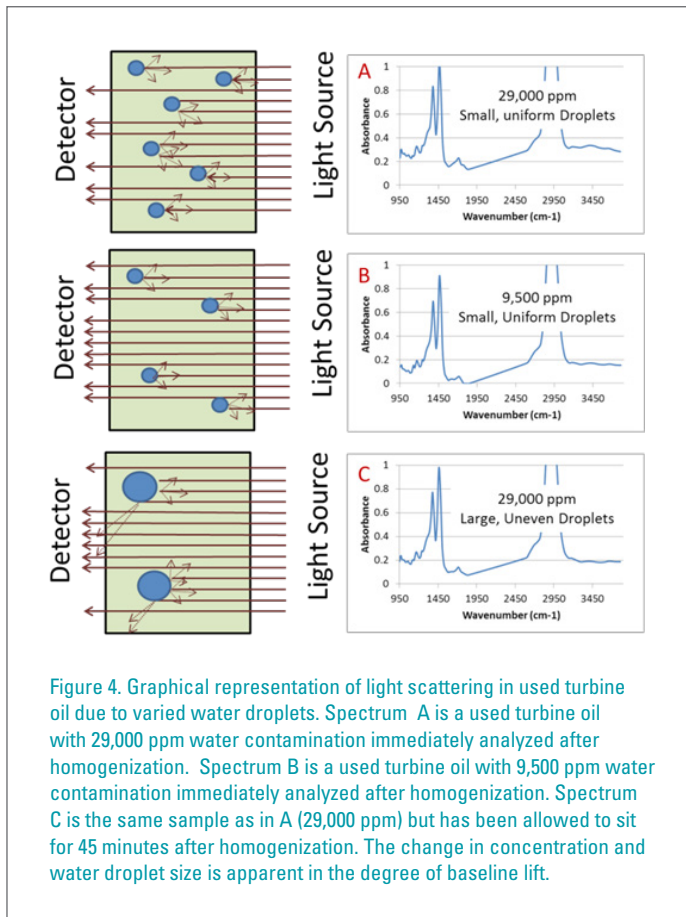 Detector
Light Source
A
29,000 ppm
Small, uniform Droplets
Absorbance
1
0.8
0.6
0.4
0.2
0
950 1450 1950 2450 2950 3450
Wavenumber (cm-1)
Detector
Light Source
B
9,500 ppm
Small, Uniform Droplets
Absorbance
1
0.8
0.6
0.4
0.2
0
950 1450 1950 2450 2950 3450
Wavenumber (cm-1)
Detector
Light Source
C
29,000 ppm
Large, Uneven Droplets
Absorbance
1
0.8
0.6
0.4
0.2
0
950 1450 1950 2450 2950 3450
Wavenumber (cm-1)
Figure 4. Graphical representation of light scattering in used turbine
oil due to varied water droplets. Spectrum A is a used turbine oil
with 29,000 ppm water contamination immediately analyzed after
homogenization. Spectrum B is a used turbine oil with 9,500 ppm water
contamination immediately analyzed after homogenization. Spectrum
C is the same sample as in A (29,000 ppm) but has been allowed to sit
for 45 minutes after homogenization. The change in concentration and
water droplet size is apparent in the degree of baseline lift.